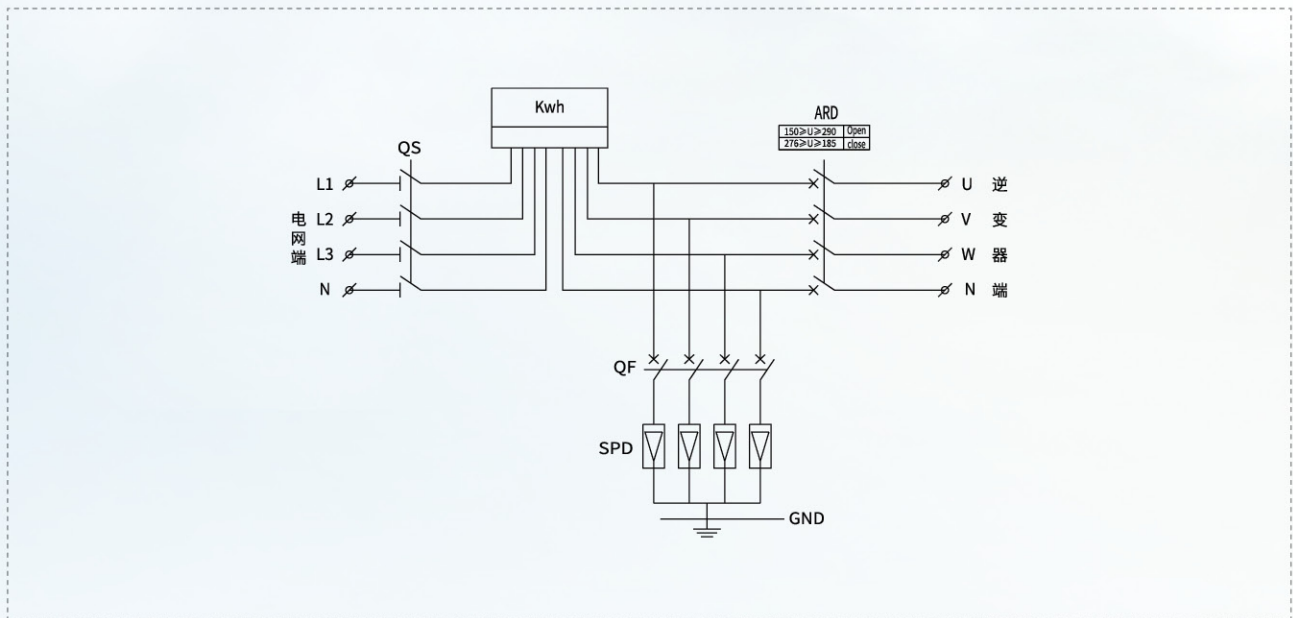 Kwh
ARD
150⩾U⩾290 Open
276⩾U⩾185 close
QS
L1
L2
L3
N
电网端
U 逆
V 变
W 器
N 端
QF
SPD
GND